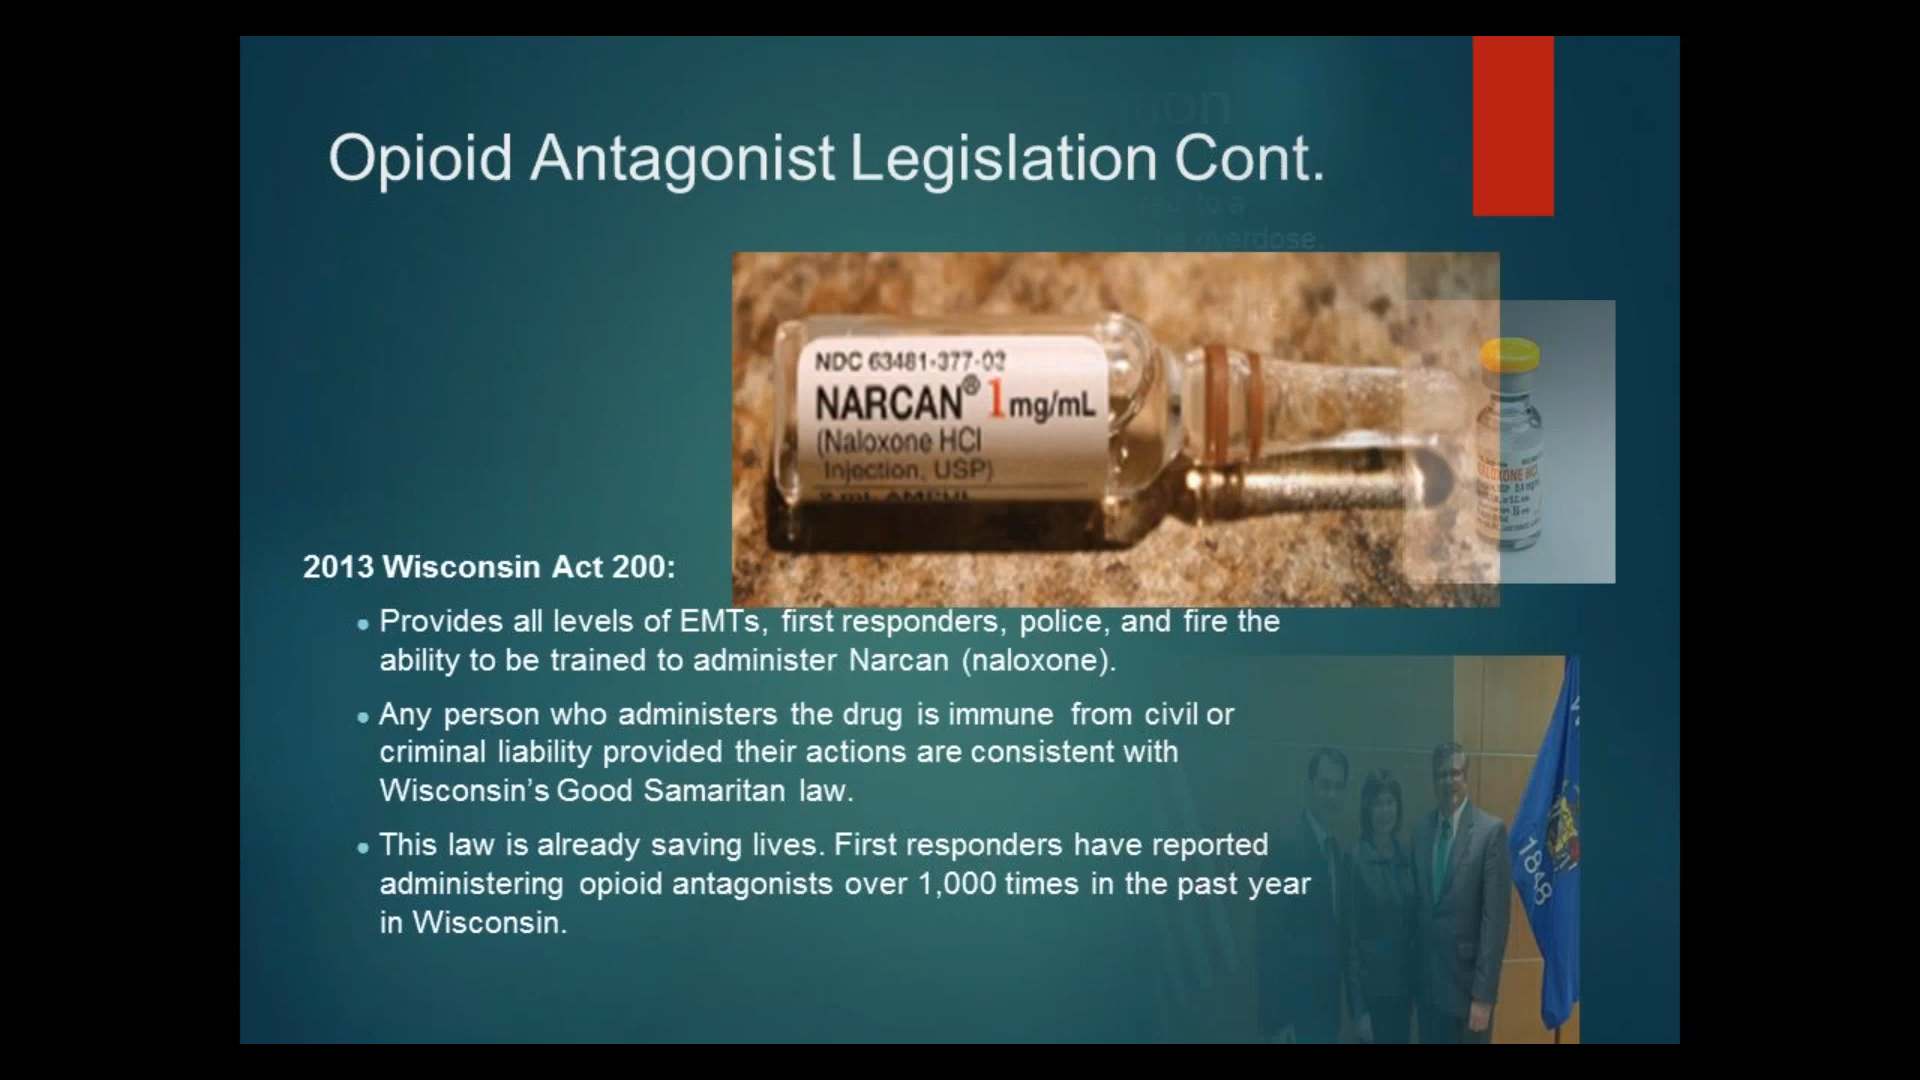 Opioid Antagonist Legislation Cont.
overdose.
NDC 63481-377-03
NARCAN® 1mg/mL
(Naloxone HCl
Injection, USP)
2013 Wisconsin Act 200:
• Provides all levels of EMTs, first responders, police, and fire the
ability to be trained to administer Narcan (naloxone).
• Any person who administers the drug is immune from civil or
criminal liability provided their actions are consistent with
Wisconsin's Good Samaritan law.
• This law is already saving lives. First responders have reported
administering opioid antagonists over 1,000 times in the past year
in Wisconsin.
1848